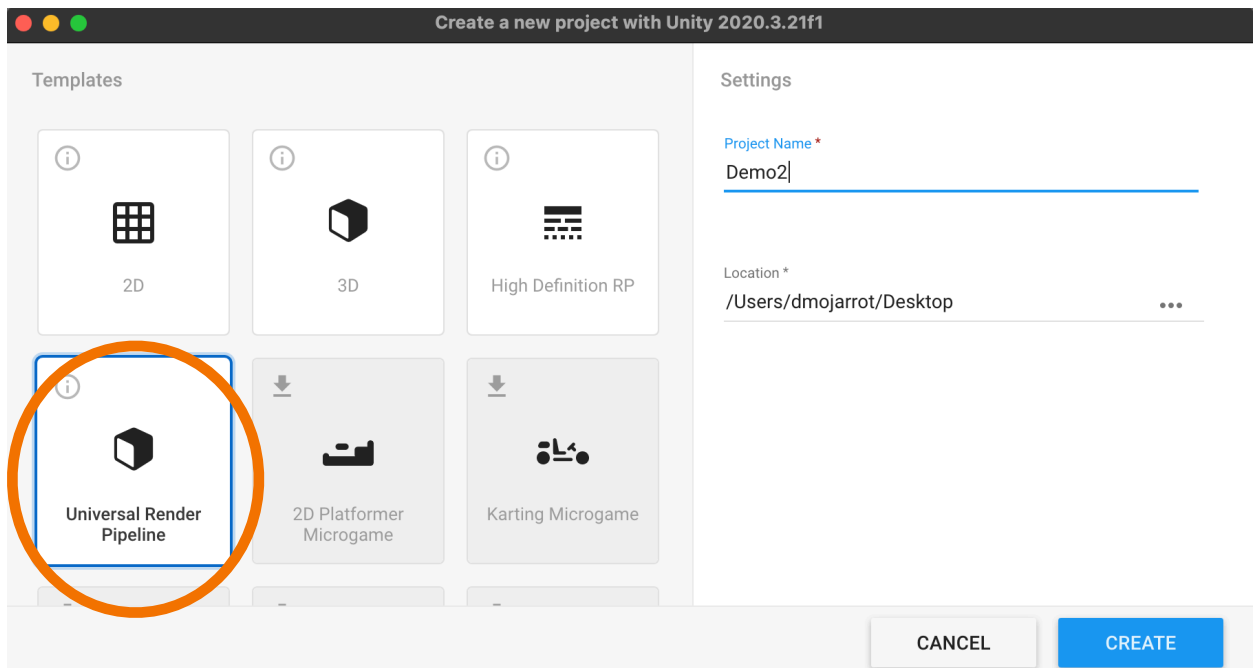 Create a new project with Unity 2020.3.21f1
Templates
Settings
2D
3D
High Definition RP
Universal Render
Pipeline
2D Platformer
Microgame
Karting Microgame
Project Name *
Demo2
Location *
/Users/dmojarrot/Desktop
CANCEL
CREATE